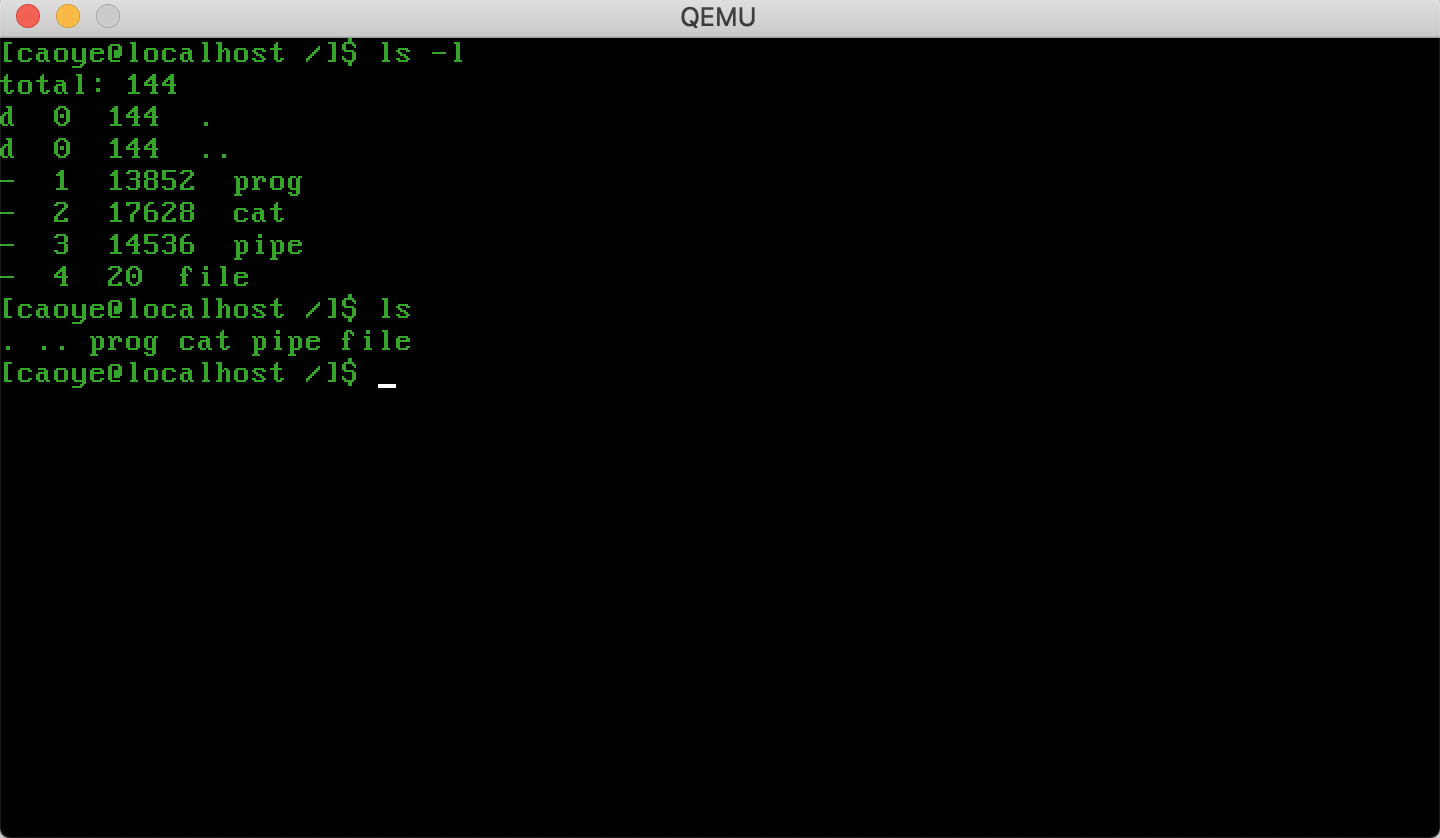 QEMU
[caoye@localhost /]$ ls -l
total: 144
d  0  144  .
d  0  144  ..
-  1  13852  prog
-  2  17628  cat
-  3  14536  pipe
-  4  20  file
[caoye@localhost /]$ ls
. .. prog cat pipe file
[caoye@localhost /]$ _